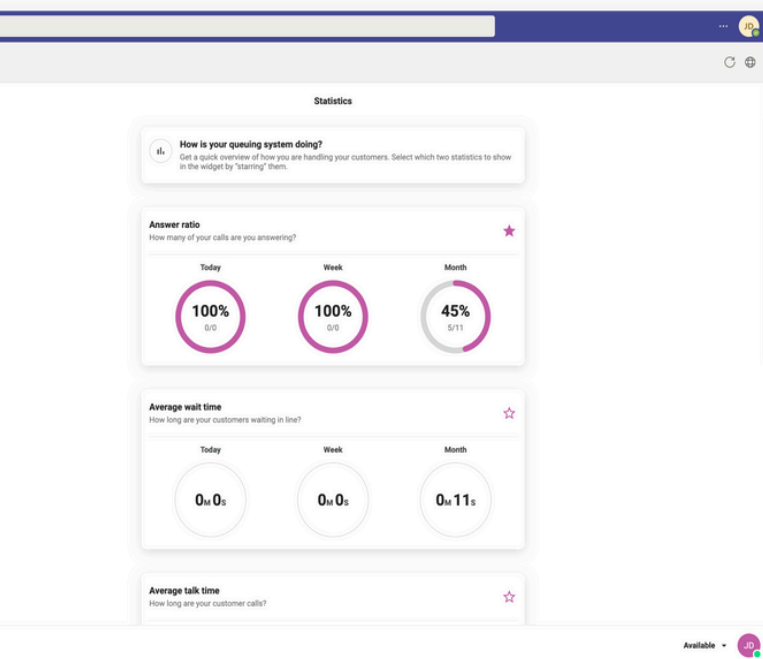 JD
Statistics
How is your queuing system doing?
Get a quick overview of how you are handling your customers. Select which two statistics to show
in the widget by "starring" them.
Answer ratio
How many of your calls are you answering?
Today Week Month
100% 100% 45%
0/0 0/0 5/11
Average wait time
How long are your customers waiting in line?
Today Week Month
0M 0S 0M 0S 0M 11S
Average talk time
How long are your customer calls?
Available JD